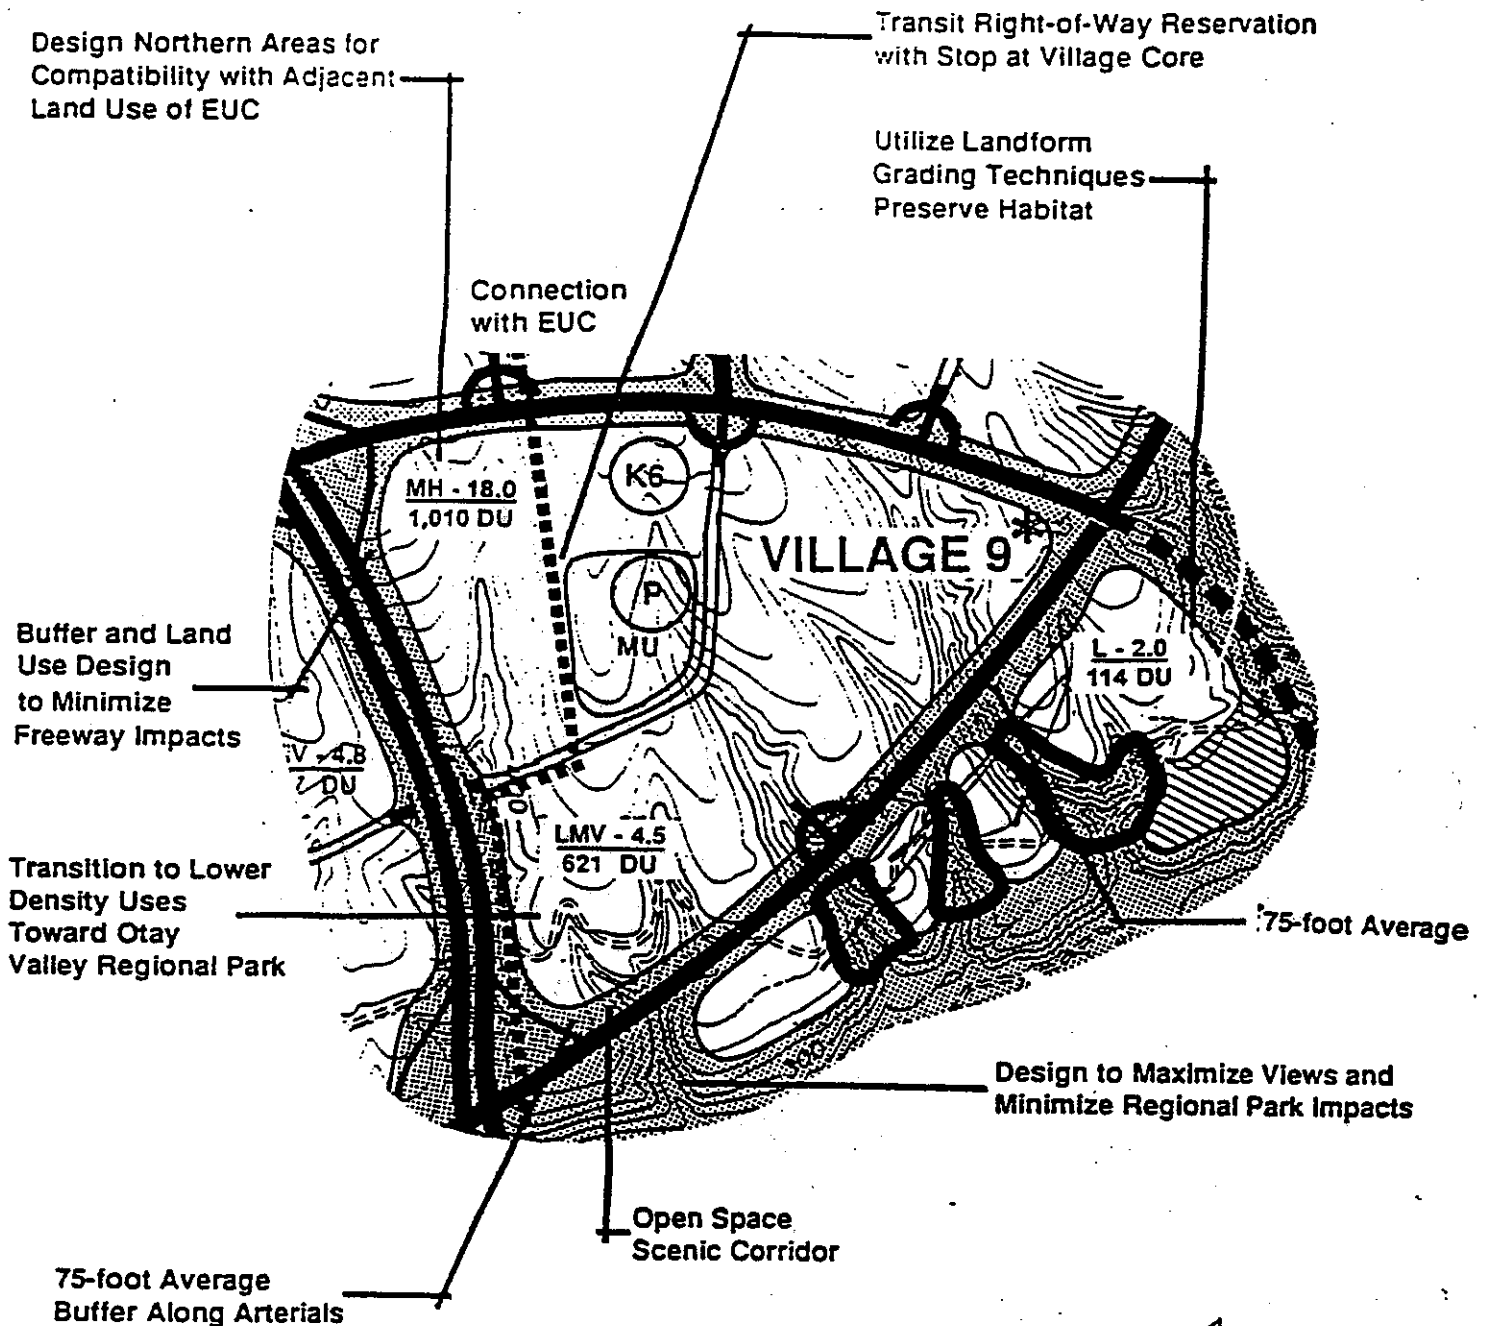 Design Northern Areas for
Compatibility with Adjacent
Land Use of EUC
Transit Right-of-Way Reservation
with Stop at Village Core
Utilize Landform
Grading Techniques
Preserve Habitat
Connection
with EUC
K6
MH - 18.0
1,010 DU
VILLAGE 9*
P
MU
L - 2.0
114 DU
Buffer and Land
Use Design
to Minimize
Freeway Impacts
V - 4.8
DU
LMV - 4.5
621 DU
Transition to Lower
Density Uses
Toward Otay
Valley Regional Park
75-foot Average
300
Design to Maximize Views and
Minimize Regional Park Impacts
Open Space
Scenic Corridor
75-foot Average
Buffer Along Arterials